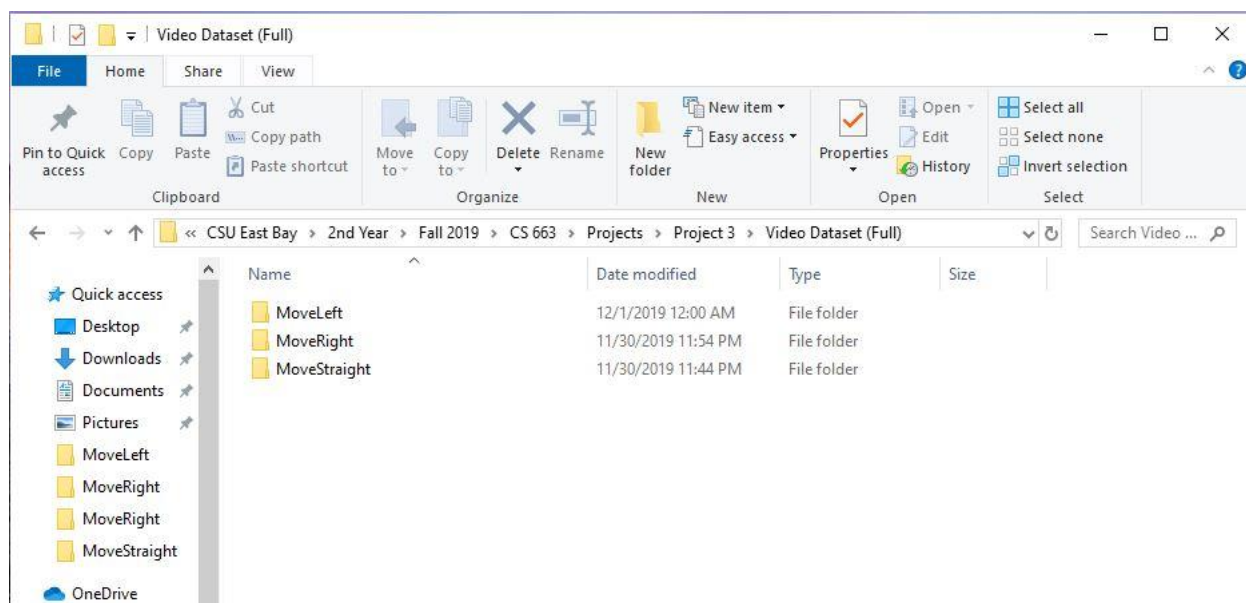 Video Dataset (Full)
File Home Share View
Pin to Quick access
Copy
Paste
Cut
Copy path
Paste shortcut
Clipboard
Move to
Copy to
Delete
Rename
Organize
New folder
New item
Easy access
New
Properties
Open
Edit
History
Open
Select all
Select none
Invert selection
Select
« CSU East Bay > 2nd Year > Fall 2019 > CS 663 > Projects > Project 3 > Video Dataset (Full)
Search Video ...
Name Date modified Type Size
MoveLeft 12/1/2019 12:00 AM File folder
MoveRight 11/30/2019 11:54 PM File folder
MoveStraight 11/30/2019 11:44 PM File folder
Quick access
Desktop
Downloads
Documents
Pictures
MoveLeft
MoveRight
MoveRight
MoveStraight
OneDrive